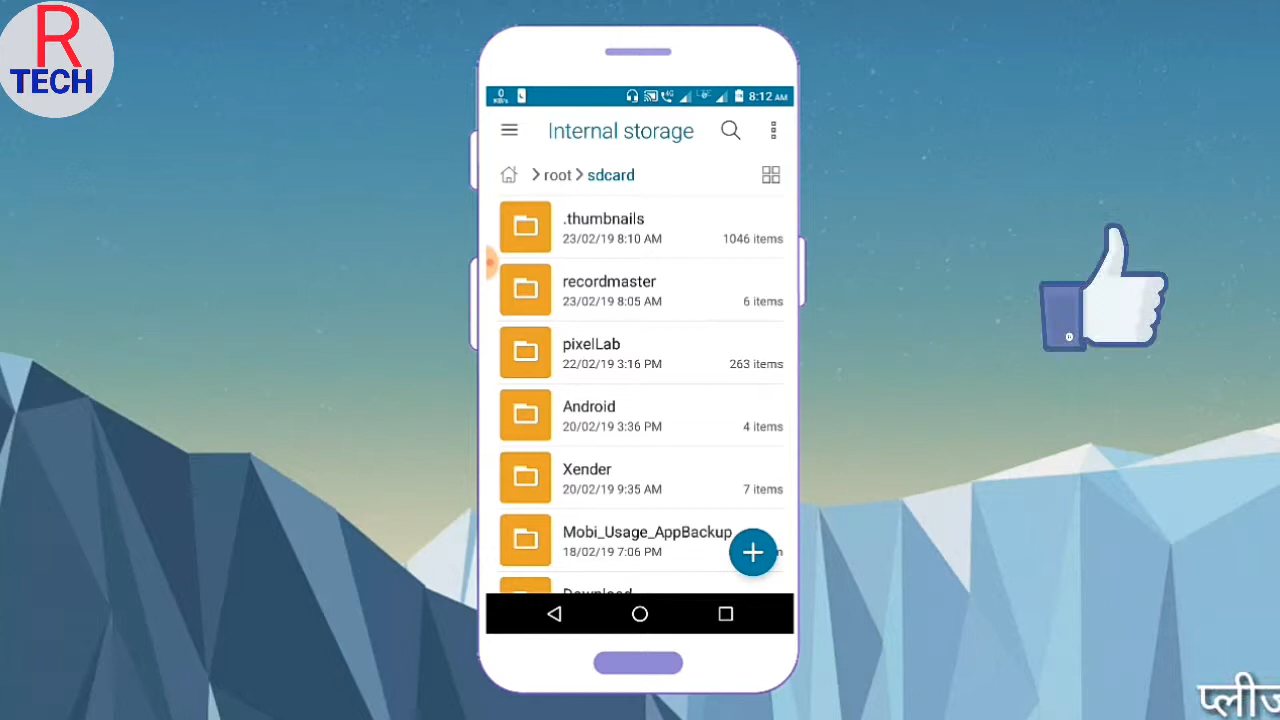 R
TECH
0
KB/s
4G
8:12 AM
Internal storage
root
sdcard
.thumbnails
23/02/19 8:10 AM
1046 items
recordmaster
23/02/19 8:05 AM
6 items
pixelLab
22/02/19 3:16 PM
263 items
Android
20/02/19 3:36 PM
4 items
Xender
20/02/19 9:35 AM
7 items
Mobi_Usage_AppBackup
18/02/19 7:06 PM
Download